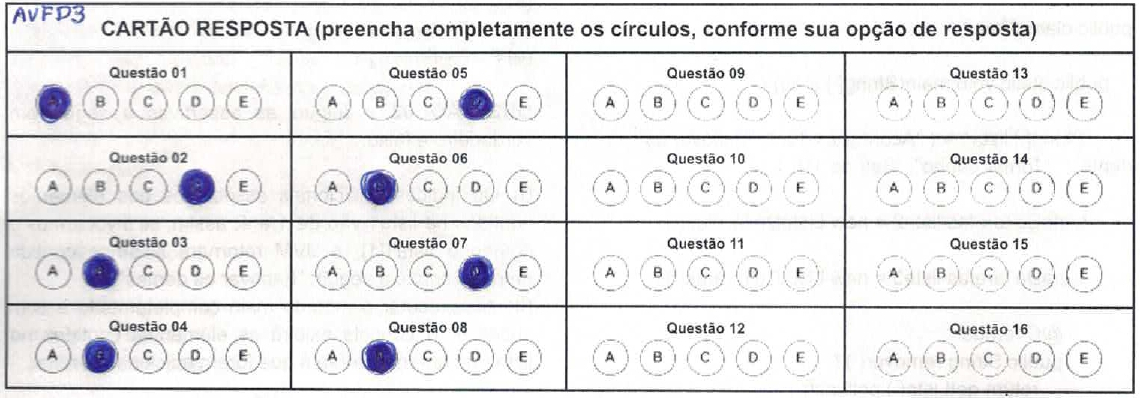 AVFD3
CARTÃO RESPOSTA (preencha completamente os círculos, conforme sua opção de resposta)
Questão 01 Questão 05 Questão 09 Questão 13
A B C D E A B C D E A B C D E A B C D E
Questão 02 Questão 06 Questão 10 Questão 14
A B C D E A B C D E A B C D E A B C D E
Questão 03 Questão 07 Questão 11 Questão 15
A B C D E A B C D E A B C D E A B C D E
Questão 04 Questão 08 Questão 12 Questão 16
A B C D E A B C D E A B C D E A B C D E